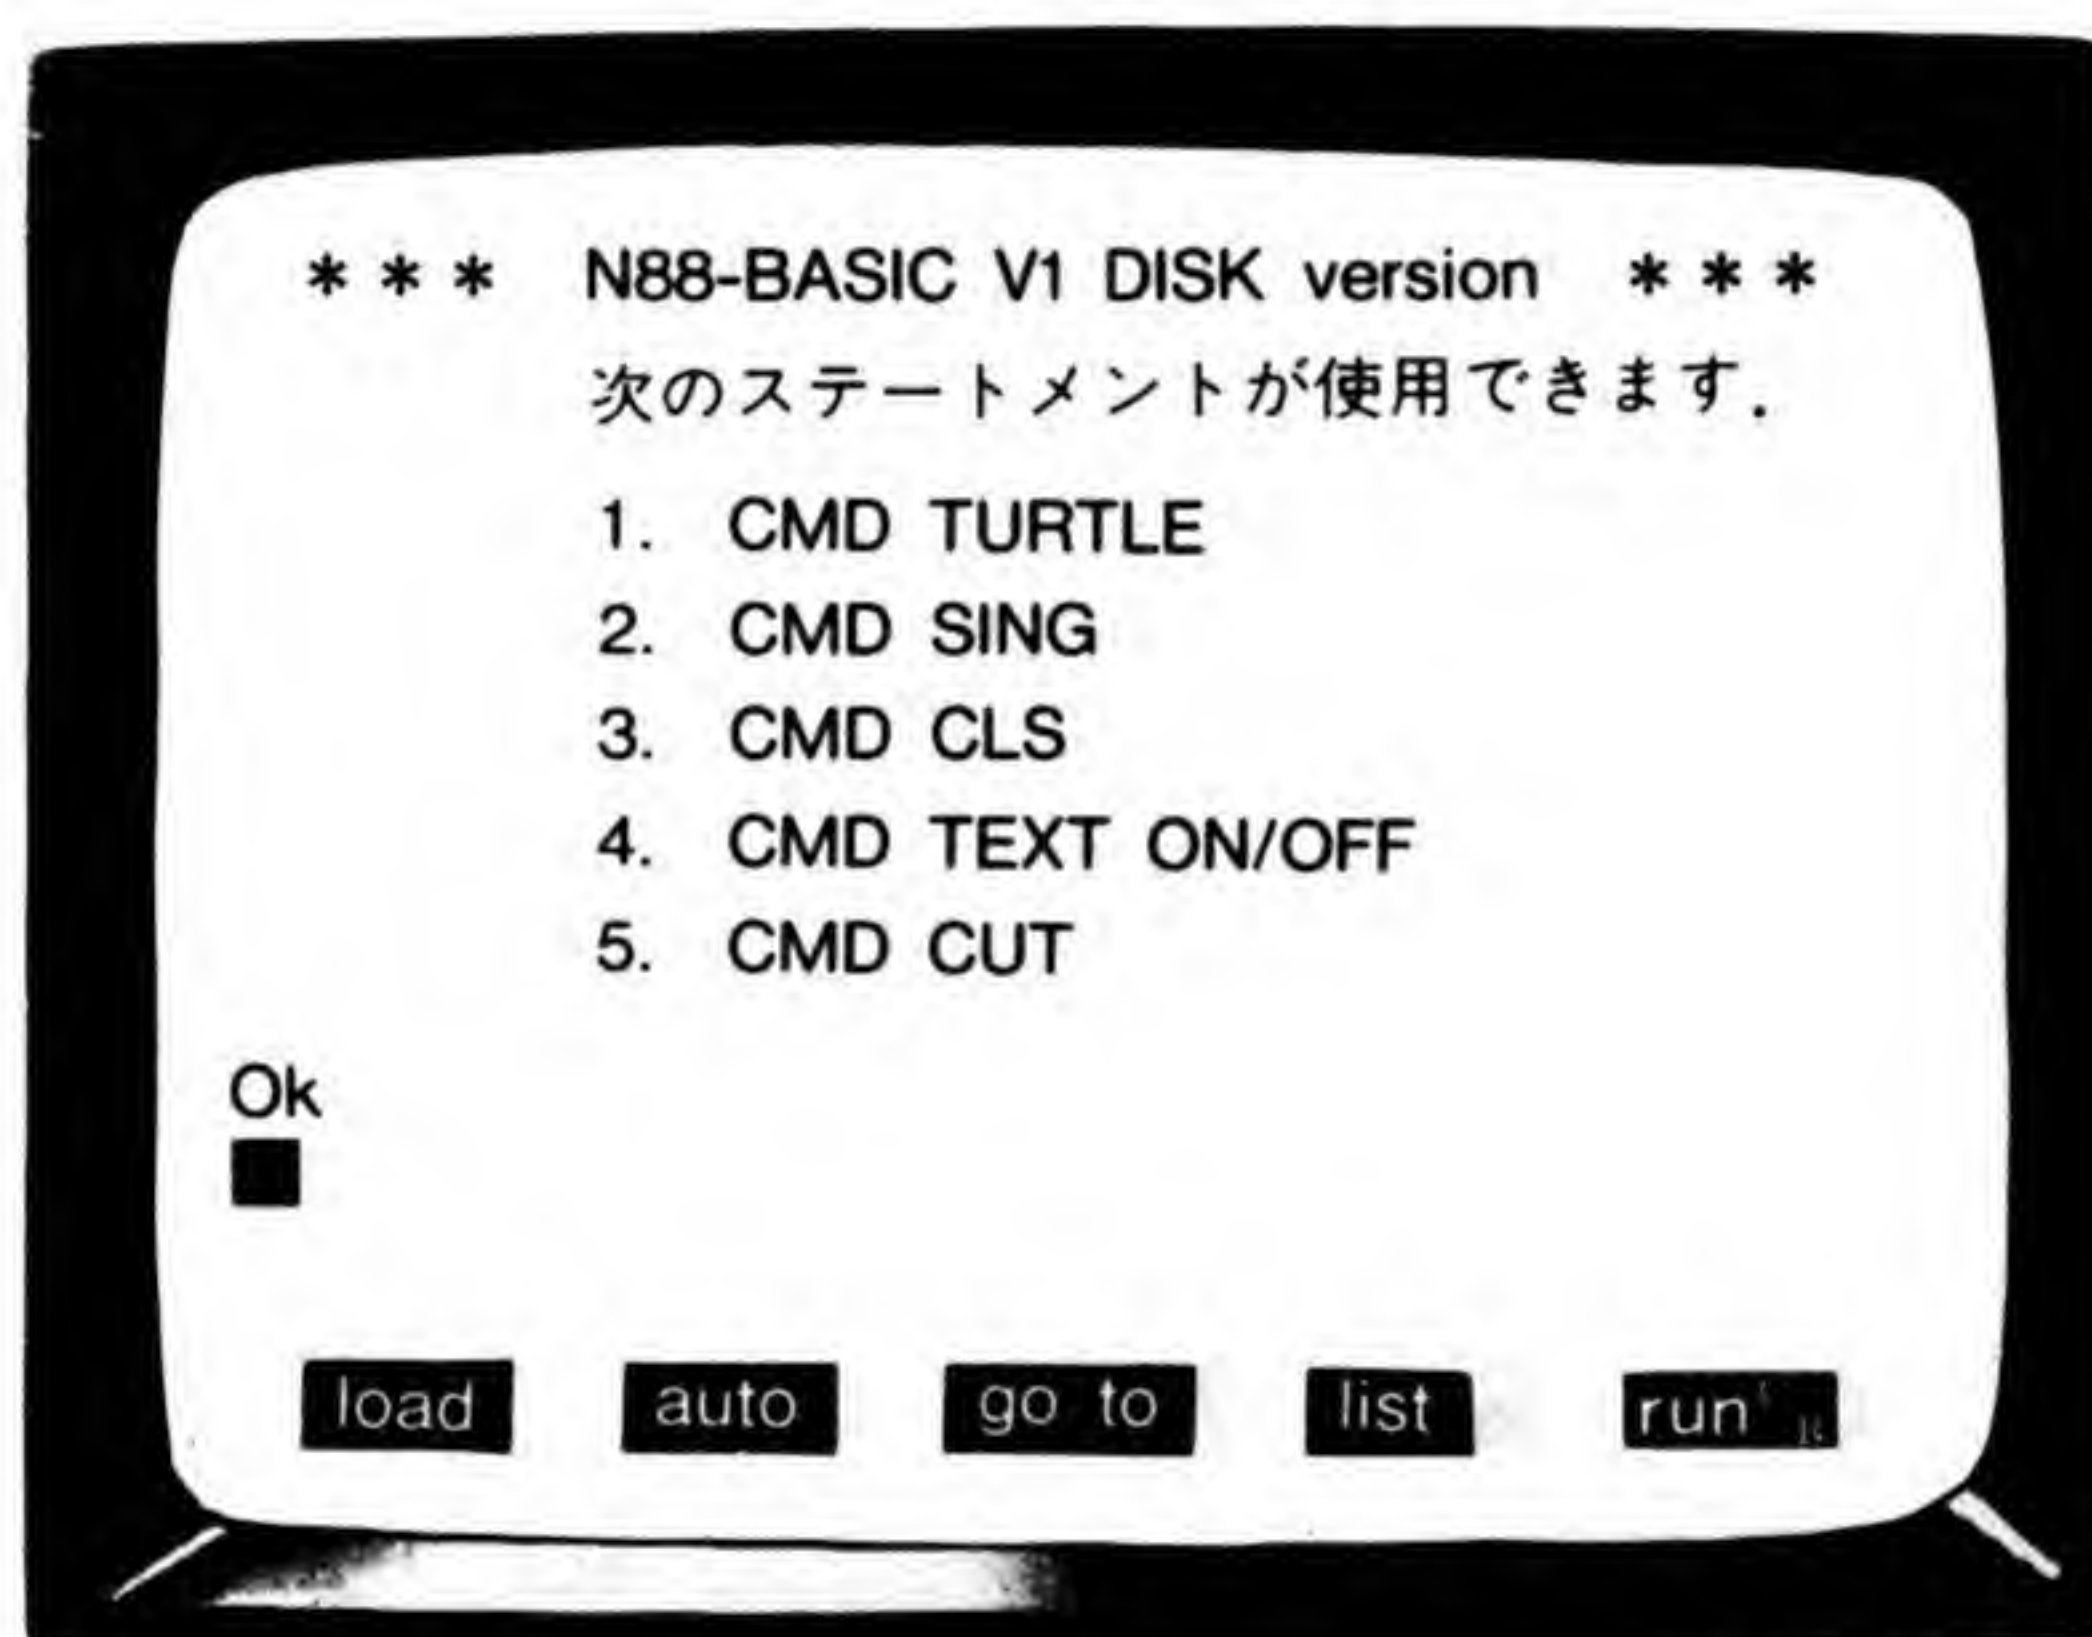 *** N88-BASIC V1 DISK version ***
次のステートメントが使用できます.
1. CMD TURTLE
2. CMD SING
3. CMD CLS
4. CMD TEXT ON/OFF
5. CMD CUT
Ok
load auto go to list run